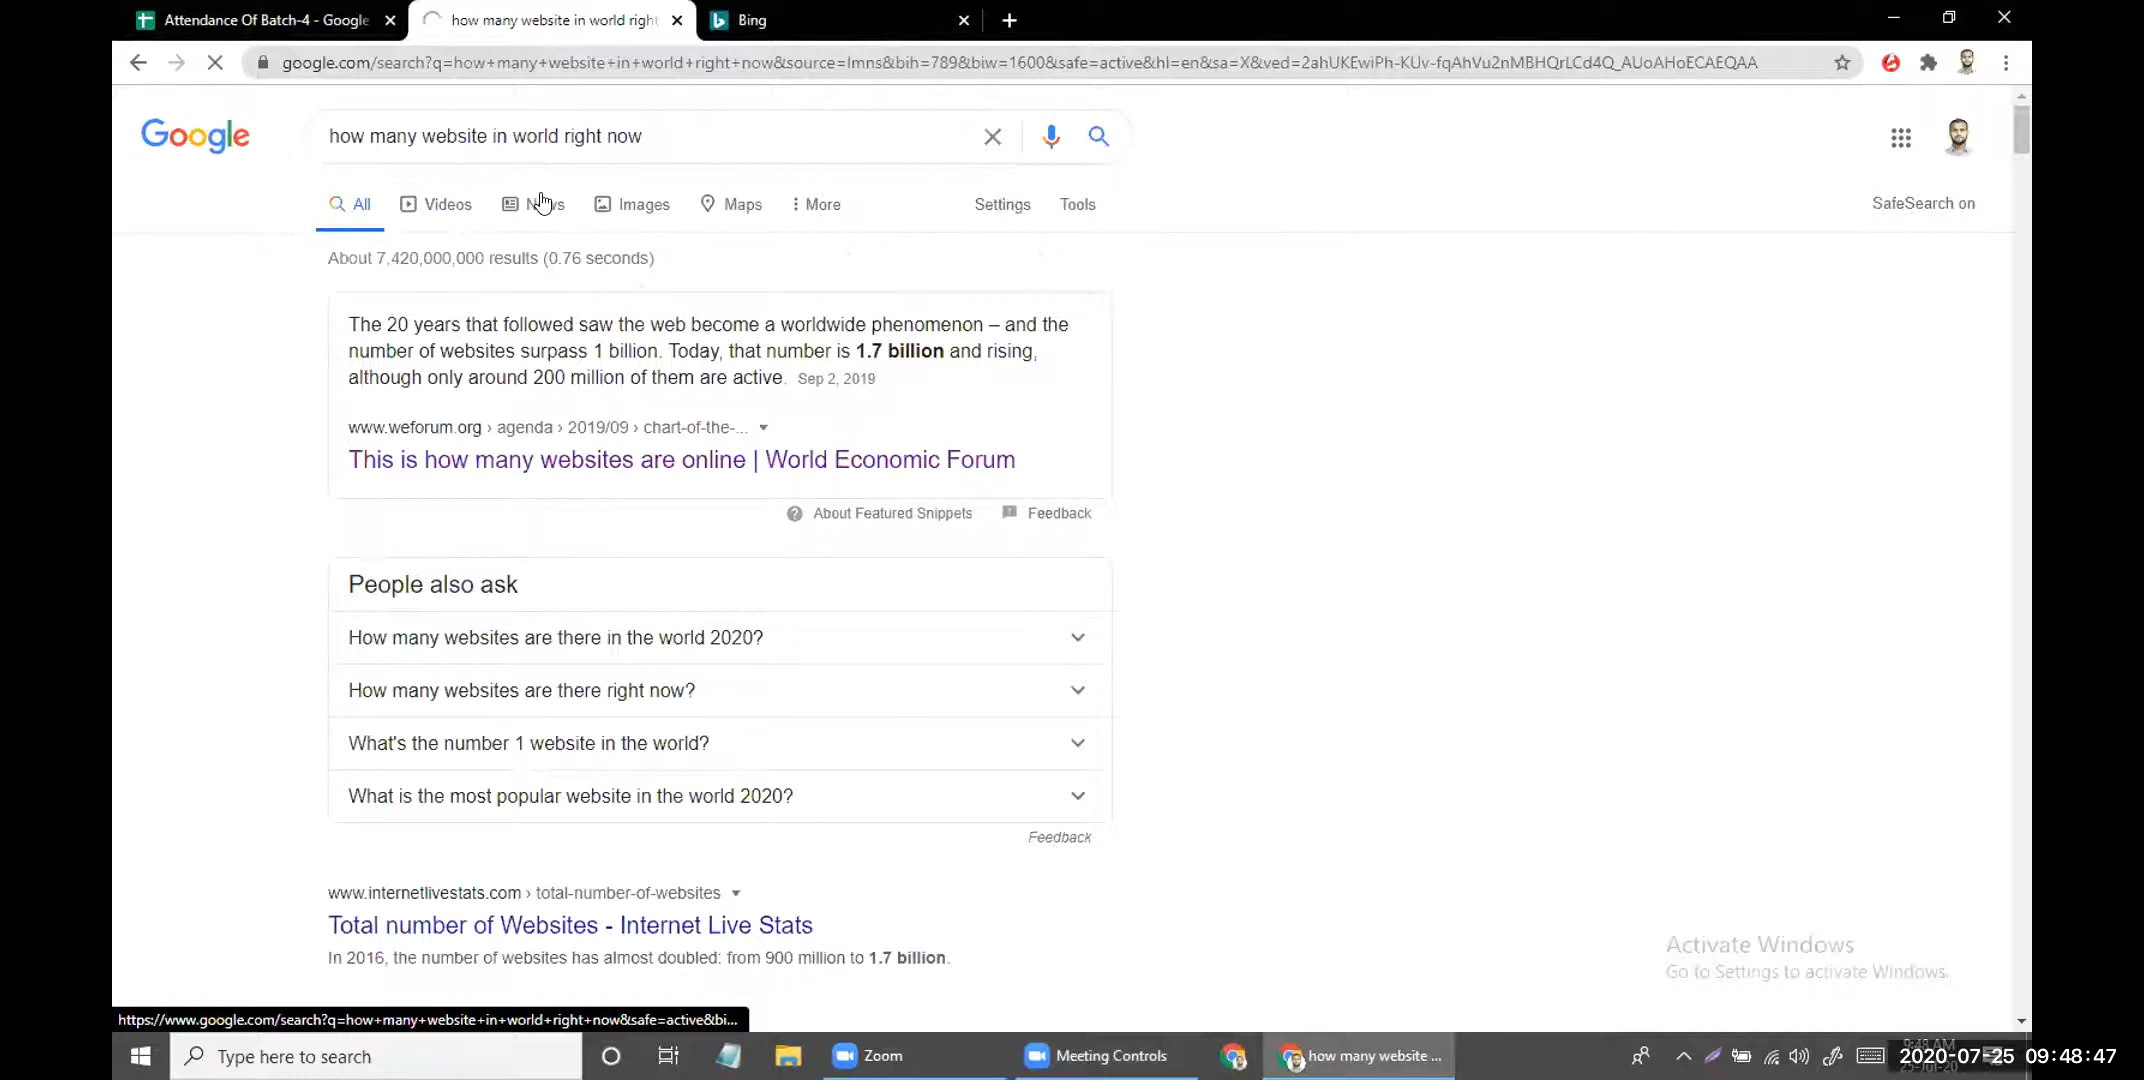 Attendance Of Batch-4 - Google
how many website in world right
Bing
google.com/search?q=how+many+website+in+world+right+now&source=lmns&bih=789&biw=1600&safe=active&hl=en&sa=X&ved=2ahUKEwiPh-KUv-fqAhVu2nMBHQrLCd4Q_AUoAHoECAEQAA
Google
how many website in world right now
All
Videos
News
Images
Maps
More
Settings
Tools
SafeSearch on
About 7,420,000,000 results (0.76 seconds)
The 20 years that followed saw the web become a worldwide phenomenon – and the
number of websites surpass 1 billion. Today, that number is 1.7 billion and rising,
although only around 200 million of them are active. Sep 2, 2019
www.weforum.org › agenda › 2019/09 › chart-of-the-...
This is how many websites are online | World Economic Forum
About Featured Snippets
Feedback
People also ask
How many websites are there in the world 2020?
How many websites are there right now?
What's the number 1 website in the world?
What is the most popular website in the world 2020?
Feedback
www.internetlivestats.com › total-number-of-websites
Total number of Websites - Internet Live Stats
In 2016, the number of websites has almost doubled: from 900 million to 1.7 billion.
Activate Windows
Go to Settings to activate Windows.
https://www.google.com/search?q=how+many+website+in+world+right+now&safe=active&bi...
Type here to search
Zoom
Meeting Controls
how many website ...
9:48 AM
2020-07-25 09:48:47